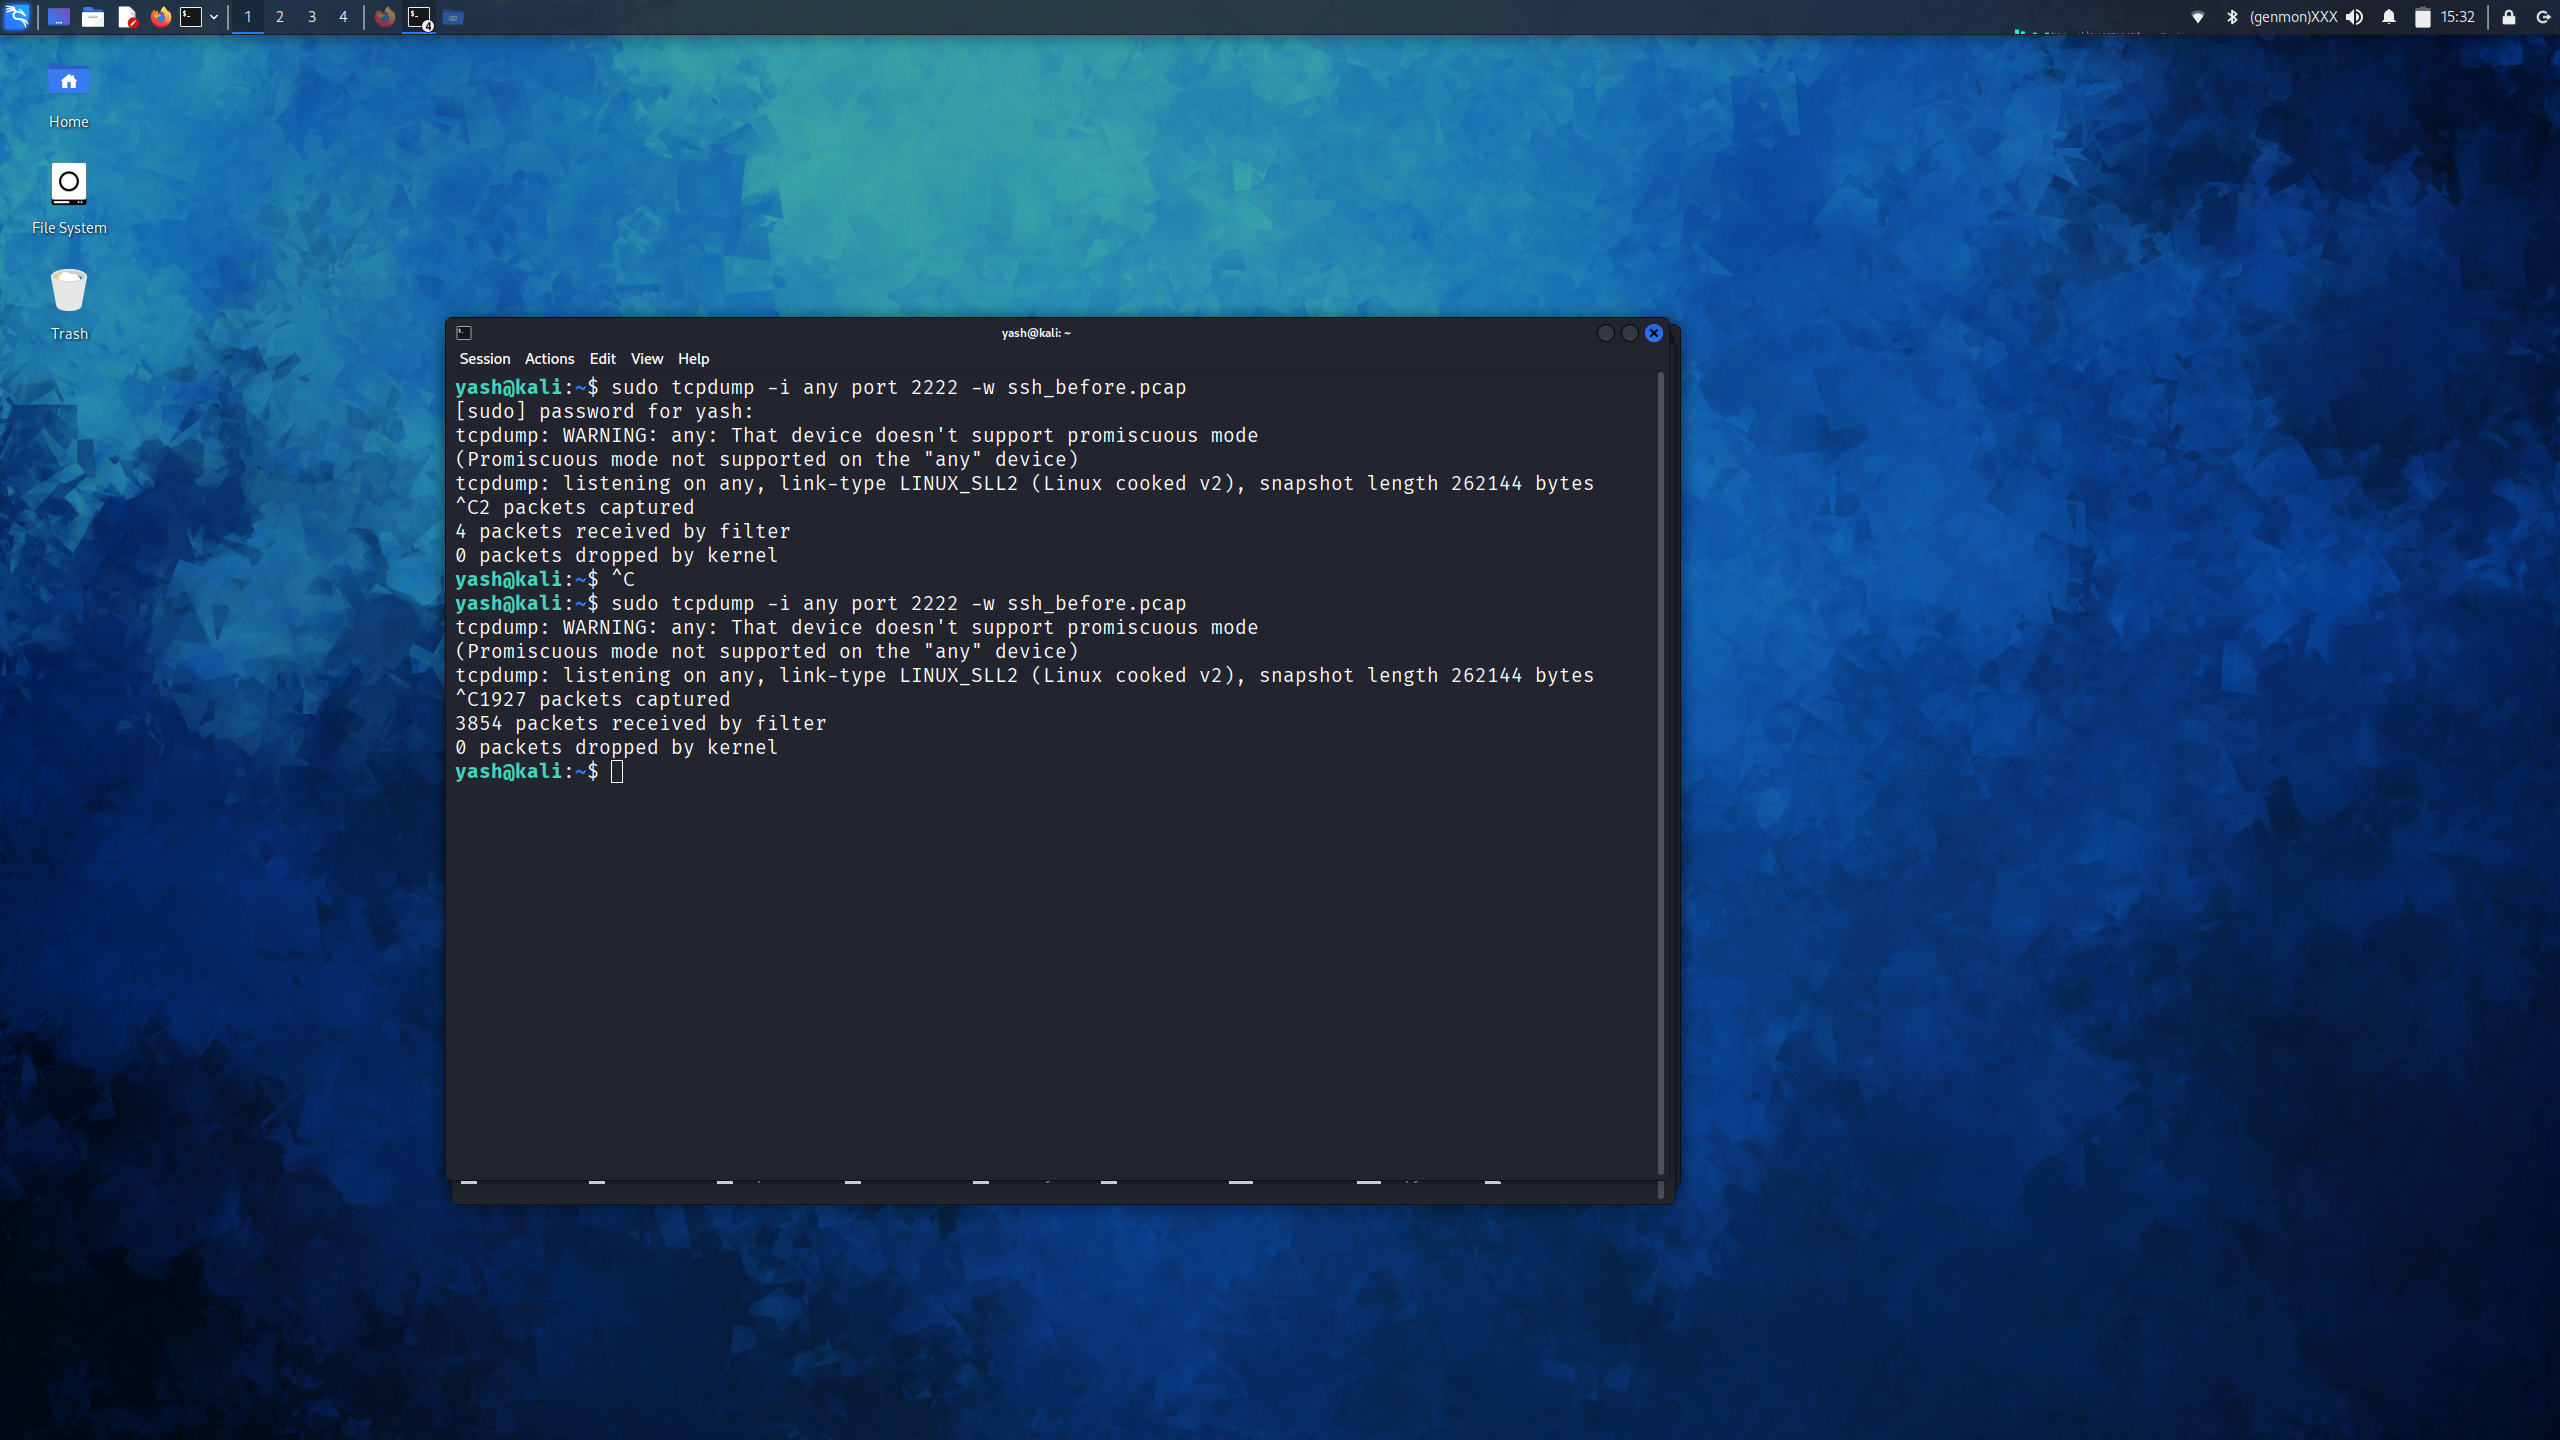 1 2 3 4
4
(genmon)XXX 15:32
Home
File System
Trash
yash@kali: ~
Session Actions Edit View Help
yash@kali:~$ sudo tcpdump -i any port 2222 -w ssh_before.pcap
[sudo] password for yash:
tcpdump: WARNING: any: That device doesn't support promiscuous mode
(Promiscuous mode not supported on the "any" device)
tcpdump: listening on any, link-type LINUX_SLL2 (Linux cooked v2), snapshot length 262144 bytes
^C2 packets captured
4 packets received by filter
0 packets dropped by kernel
yash@kali:~$ ^C
yash@kali:~$ sudo tcpdump -i any port 2222 -w ssh_before.pcap
tcpdump: WARNING: any: That device doesn't support promiscuous mode
(Promiscuous mode not supported on the "any" device)
tcpdump: listening on any, link-type LINUX_SLL2 (Linux cooked v2), snapshot length 262144 bytes
^C1927 packets captured
3854 packets received by filter
0 packets dropped by kernel
yash@kali:~$